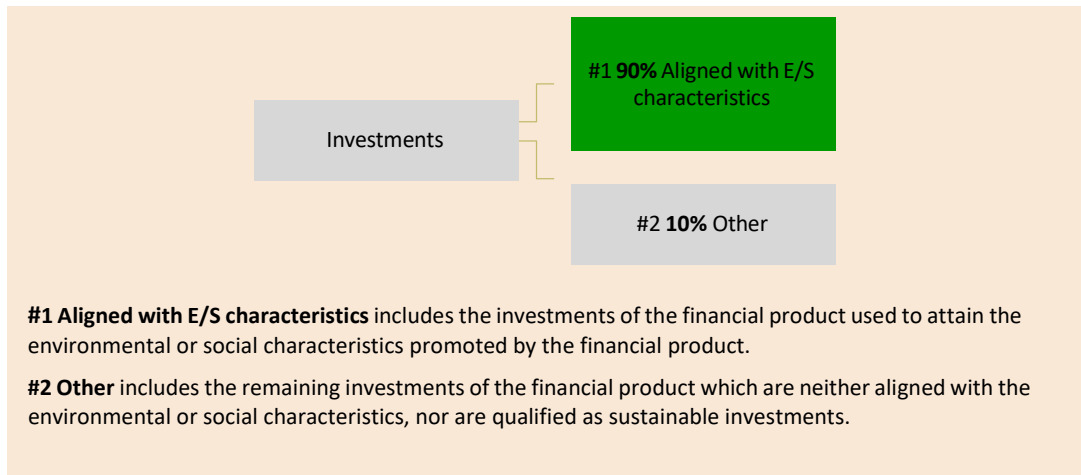 #1 90% Aligned with E/S
characteristics
Investments
#2 10% Other
#1 Aligned with E/S characteristics includes the investments of the financial product used to attain the
environmental or social characteristics promoted by the financial product.
#2 Other includes the remaining investments of the financial product which are neither aligned with the
environmental or social characteristics, nor are qualified as sustainable investments.